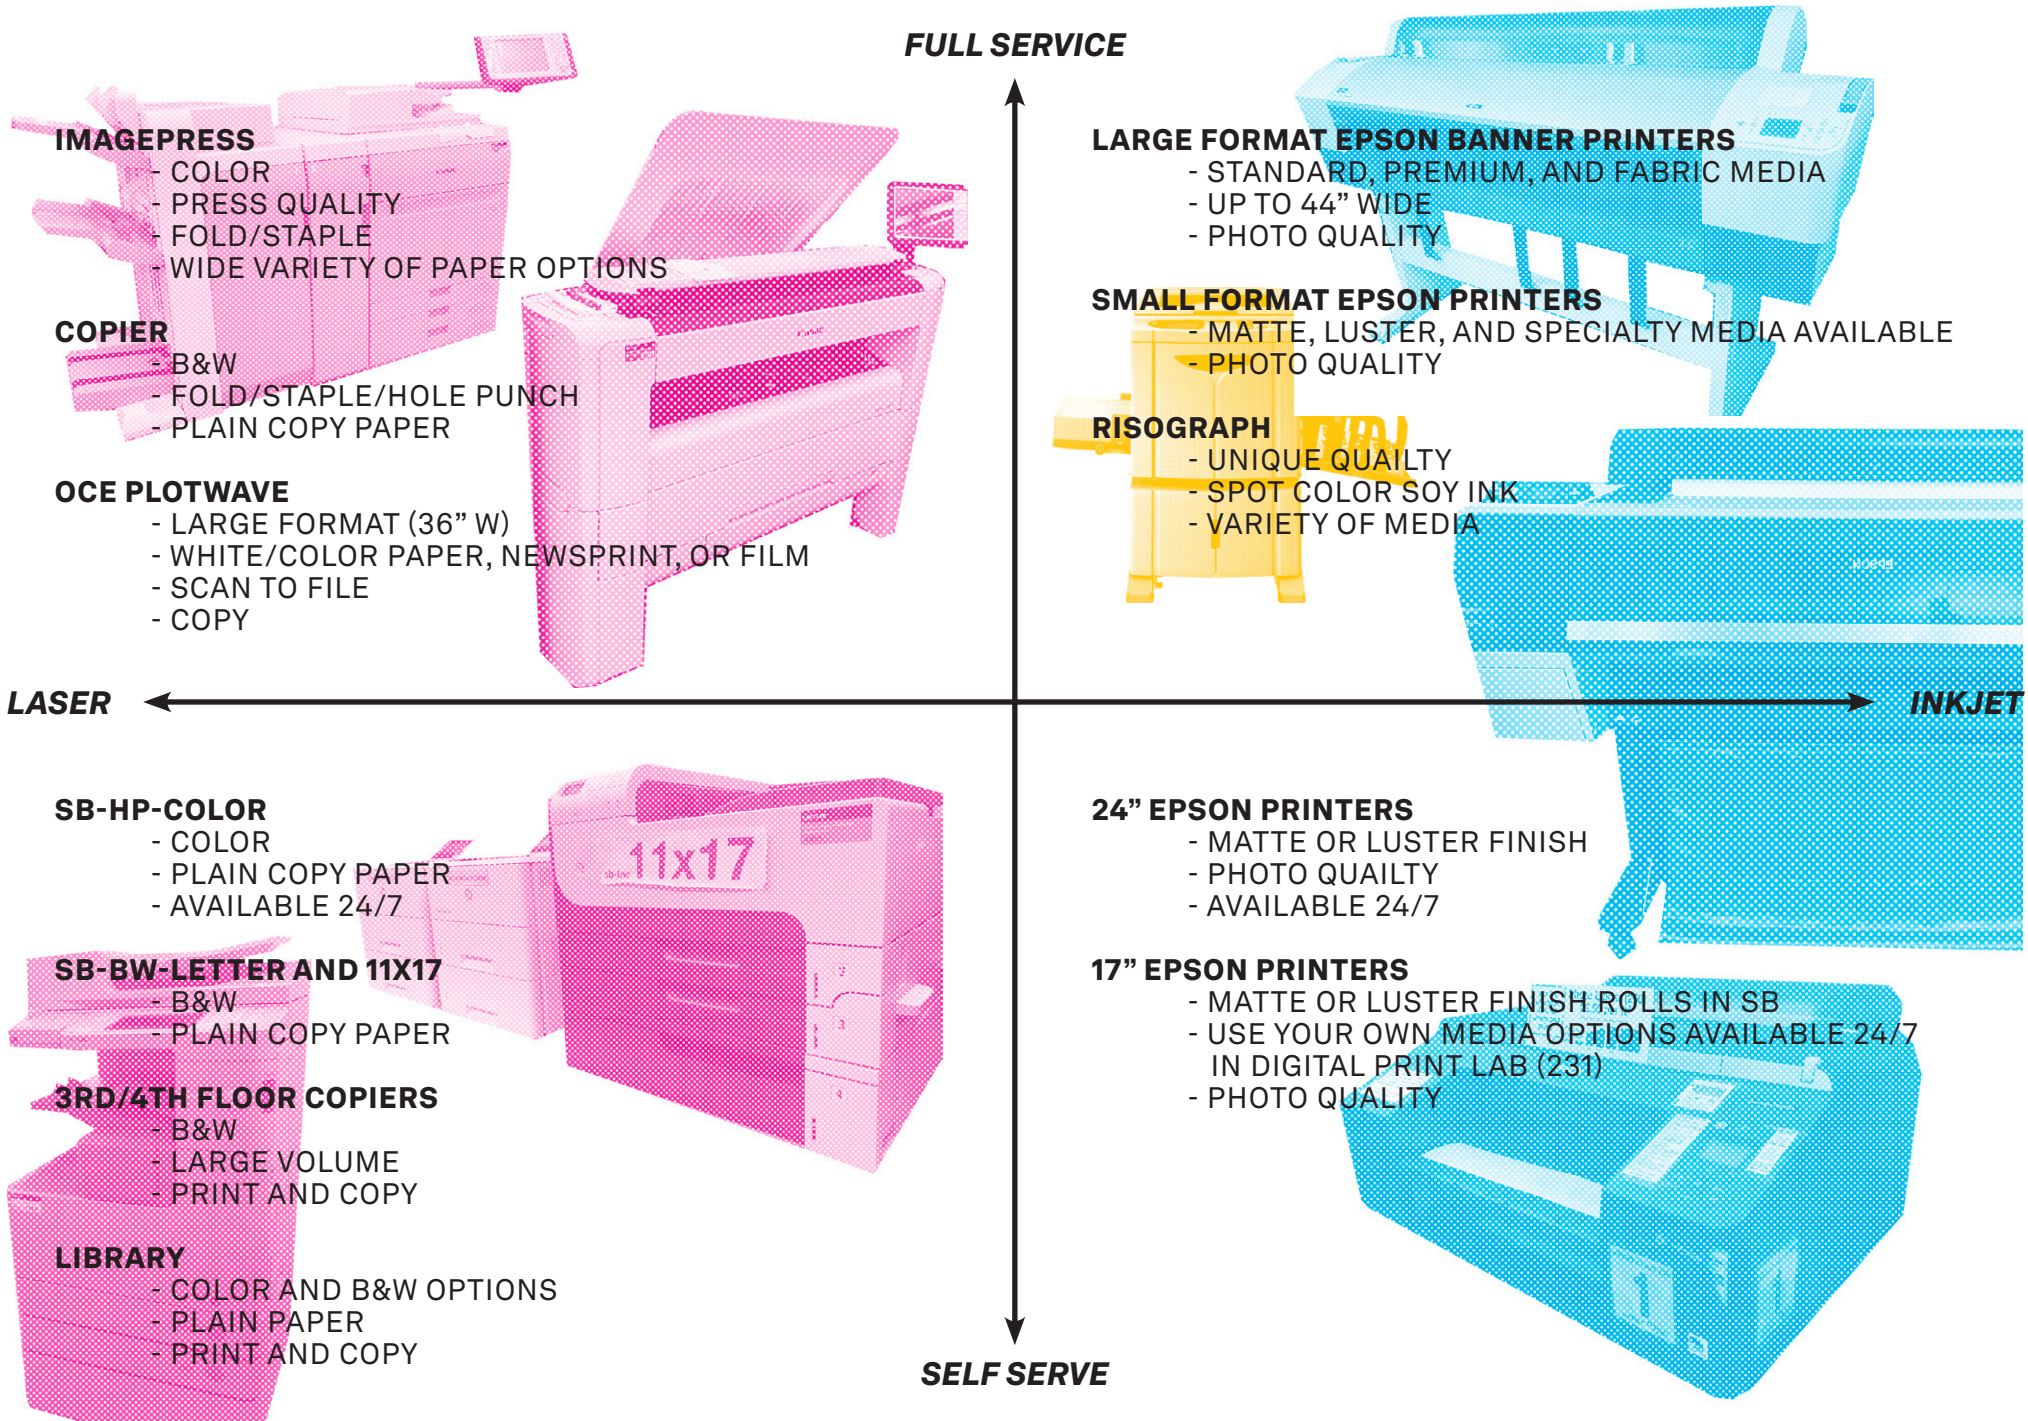 FULL SERVICE
IMAGEPRESS
- COLOR
- PRESS QUALITY
- FOLD/STAPLE
- WIDE VARIETY OF PAPER OPTIONS
COPIER
- B&W
- FOLD/STAPLE/HOLE PUNCH
- PLAIN COPY PAPER
OCE PLOTWAVE
- LARGE FORMAT (36” W)
- WHITE/COLOR PAPER, NEWSPRINT, OR FILM
- SCAN TO FILE
- COPY
Canon
LARGE FORMAT EPSON BANNER PRINTERS
- STANDARD, PREMIUM, AND FABRIC MEDIA
- UP TO 44” WIDE
- PHOTO QUALITY
SMALL FORMAT EPSON PRINTERS
- MATTE, LUSTER, AND SPECIALTY MEDIA AVAILABLE
- PHOTO QUALITY
RISOGRAPH
- UNIQUE QUAILTY
- SPOT COLOR SOY INK
- VARIETY OF MEDIA
LASER
INKJET
SB-HP-COLOR
- COLOR
- PLAIN COPY PAPER
- AVAILABLE 24/7
SB-BW-LETTER AND 11X17
- B&W
- PLAIN COPY PAPER
3RD/4TH FLOOR COPIERS
- B&W
- LARGE VOLUME
- PRINT AND COPY
LIBRARY
- COLOR AND B&W OPTIONS
- PLAIN PAPER
- PRINT AND COPY
sb-bw 11x17
2
3
4
24” EPSON PRINTERS
- MATTE OR LUSTER FINISH
- PHOTO QUAILTY
- AVAILABLE 24/7
17” EPSON PRINTERS
- MATTE OR LUSTER FINISH ROLLS IN SB
- USE YOUR OWN MEDIA OPTIONS AVAILABLE 24/7
IN DIGITAL PRINT LAB (231)
- PHOTO QUALITY
SELF SERVE